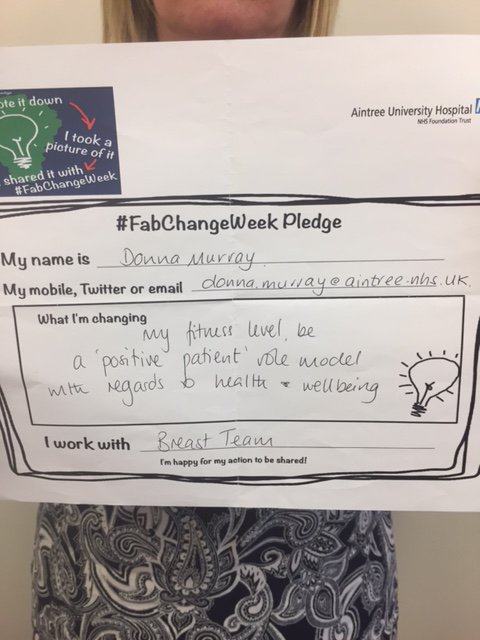 ote it down
I took a
picture of it
shared it with
#FabChangeWeek
Aintree University Hospital
NHS Foundation Trust
#FabChangeWeek Pledge
My name is Donna Murray
My mobile, Twitter or email donna.murray@aintree.nhs.uk.
What I'm changing
My fitness level, be
a 'positive patient' role model
with regards to health & wellbeing
I work with Breast Team
I'm happy for my action to be shared!